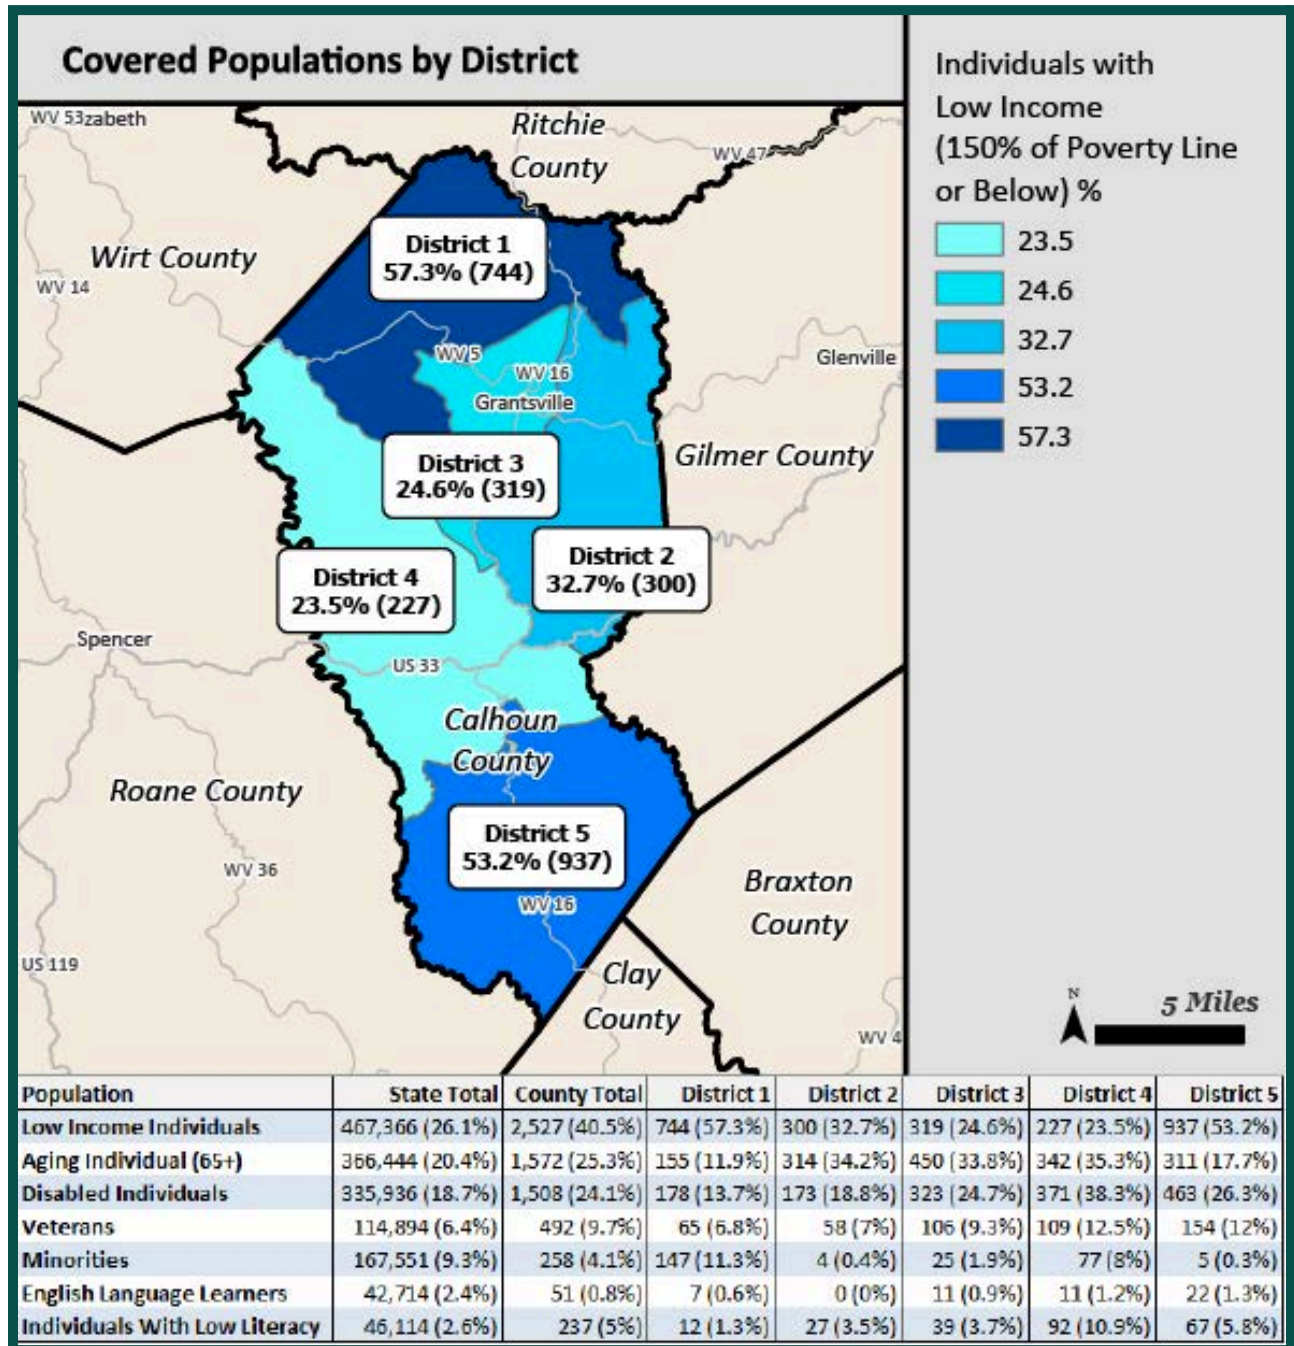 Covered Populations by District
Individuals with
Low Income
(150% of Poverty Line
or Below) %
23.5
24.6
32.7
53.2
57.3
WV 53
zabeth
Ritchie
County
WV 47
Wirt County
WV 14
District 1
57.3% (744)
WV 5
WV 16
Grantsville
Glenville
Gilmer County
District 3
24.6% (319)
District 2
32.7% (300)
District 4
23.5% (227)
Spencer
US 33
Calhoun
County
Roane County
District 5
53.2% (937)
WV 36
WV 16
Braxton
County
US 119
Clay
County
WV 4
N
5 Miles
Population State Total County Total District 1 District 2 District 3 District 4 District 5
Low Income Individuals 467,366 (26.1%) 2,527 (40.5%) 744 (57.3%) 300 (32.7%) 319 (24.6%) 227 (23.5%) 937 (53.2%)
Aging Individual (65+) 366,444 (20.4%) 1,572 (25.3%) 155 (11.9%) 314 (34.2%) 450 (33.8%) 342 (35.3%) 311 (17.7%)
Disabled Individuals 335,936 (18.7%) 1,508 (24.1%) 178 (13.7%) 173 (18.8%) 323 (24.7%) 371 (38.3%) 463 (26.3%)
Veterans 114,894 (6.4%) 492 (9.7%) 65 (6.8%) 58 (7%) 106 (9.3%) 109 (12.5%) 154 (12%)
Minorities 167,551 (9.3%) 258 (4.1%) 147 (11.3%) 4 (0.4%) 25 (1.9%) 77 (8%) 5 (0.3%)
English Language Learners 42,714 (2.4%) 51 (0.8%) 7 (0.6%) 0 (0%) 11 (0.9%) 11 (1.2%) 22 (1.3%)
Individuals With Low Literacy 46,114 (2.6%) 237 (5%) 12 (1.3%) 27 (3.5%) 39 (3.7%) 92 (10.9%) 67 (5.8%)